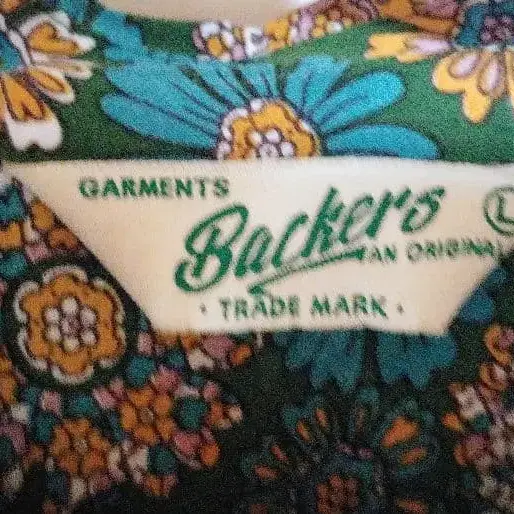 GARMENTS
Backers
AN ORIGINAL
• TRADE MARK •
L